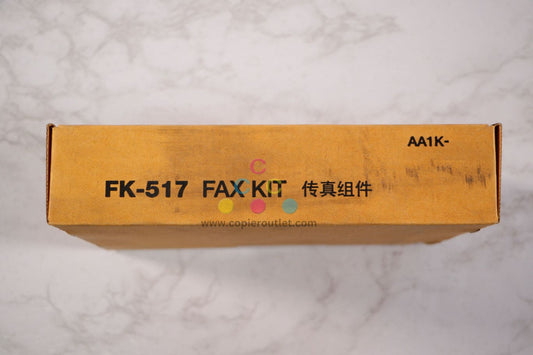 AA1K-
FK-517 FAX KIT 传真组件
C
www.copieroutlet.com